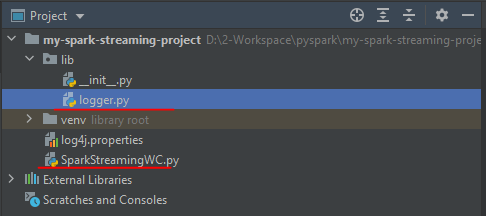 Project
my-spark-streaming-project D:\2-Workspace\pyspark\my-spark-streaming-proje
lib
__init__.py
logger.py
venv library root
log4j.properties
SparkStreamingWC.py
External Libraries
Scratches and Consoles